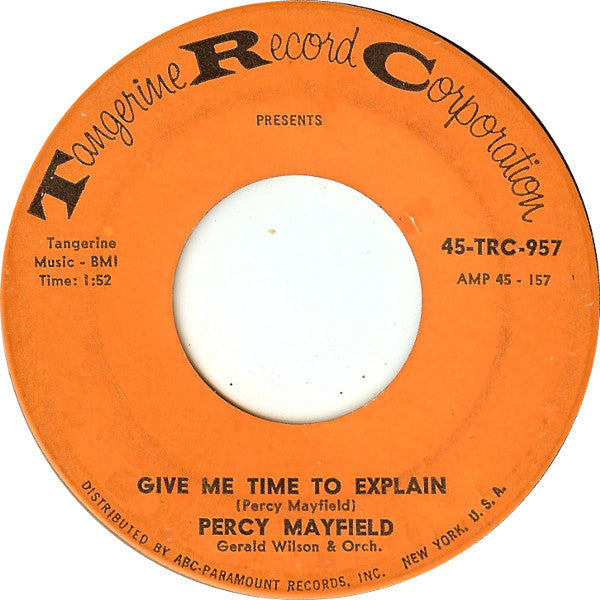 Tangerine Record Corporation
PRESENTS
Tangerine
Music - BMI
Time: 1:52
45-TRC-957
AMP 45 - 157
GIVE ME TIME TO EXPLAIN
(Percy Mayfield)
PERCY MAYFIELD
Gerald Wilson & Orch.
DISTRIBUTED BY ABC-PARAMOUNT RECORDS, INC. NEW YORK, U. S. A.